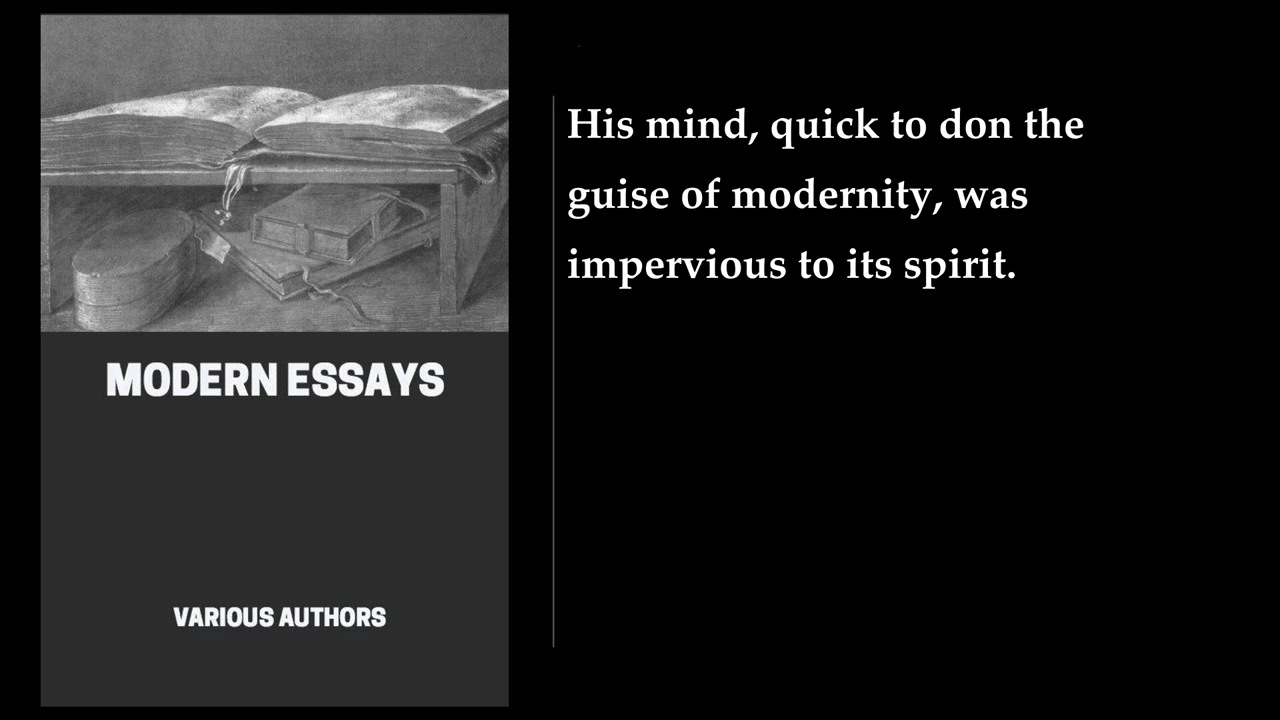 MODERN ESSAYS
VARIOUS AUTHORS
His mind, quick to don the
guise of modernity, was
impervious to its spirit.